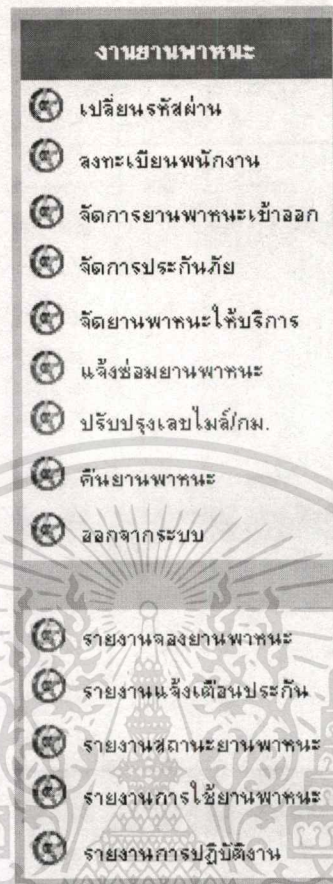 งานยานพาหนะ
เปลี่ยนรหัสผ่าน
ลงทะเบียนพนักงาน
จัดการยานพาหนะเข้าออก
จัดการประกันภัย
จัดยานพาหนะให้บริการ
แจ้งซ่อมยานพาหนะ
ปรับปรุงเลขไมล์/กม.
คืนยานพาหนะ
ออกจากระบบ
รายงานจองยานพาหนะ
รายงานแจ้งเตือนประกัน
รายงานสถานะยานพาหนะ
รายงานการใช้ยานพาหนะ
รายงานการปฏิบัติงาน